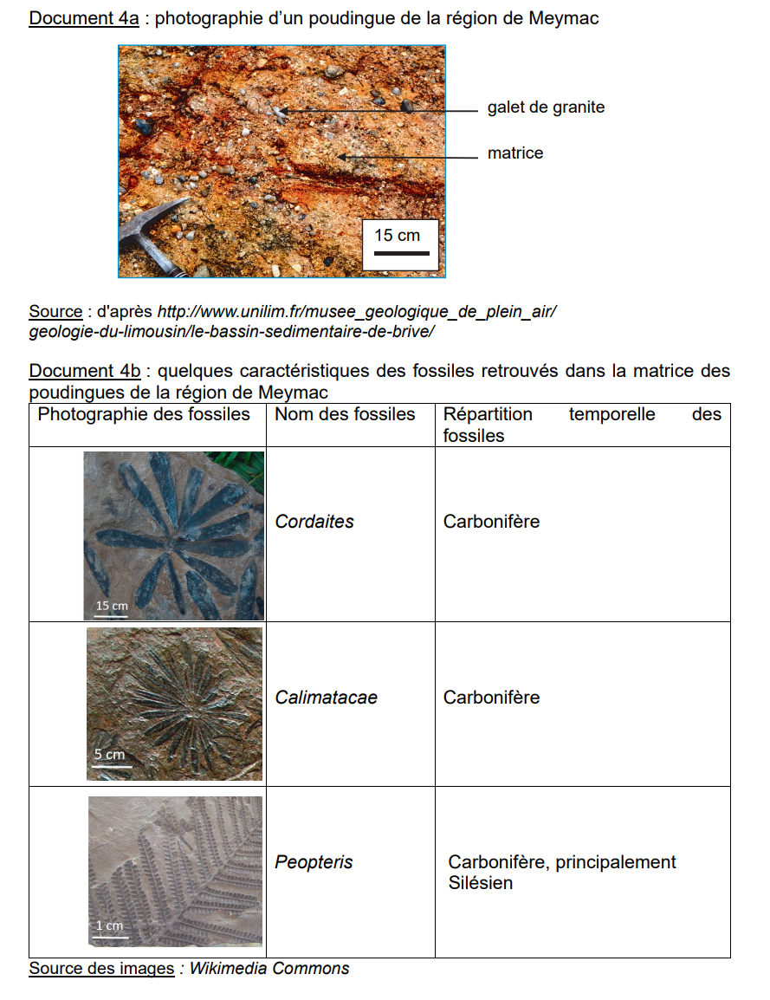 Document 4a : photographie d'un poudingue de la région de Meymac
galet de granite
matrice
15 cm
Source : d'après http://www.unilim.fr/musee_geologique_de_plein_air/
geologie-du-limousin/le-bassin-sedimentaire-de-brive/
Document 4b : quelques caractéristiques des fossiles retrouvés dans la matrice des
poudingues de la région de Meymac
Photographie des fossiles Nom des fossiles Répartition temporelle des
fossiles
Cordaites Carbonifère
15 cm
Calimatacae Carbonifère
5 cm
Peopteris Carbonifère, principalement
Silésien
1 cm
Source des images : Wikimedia Commons